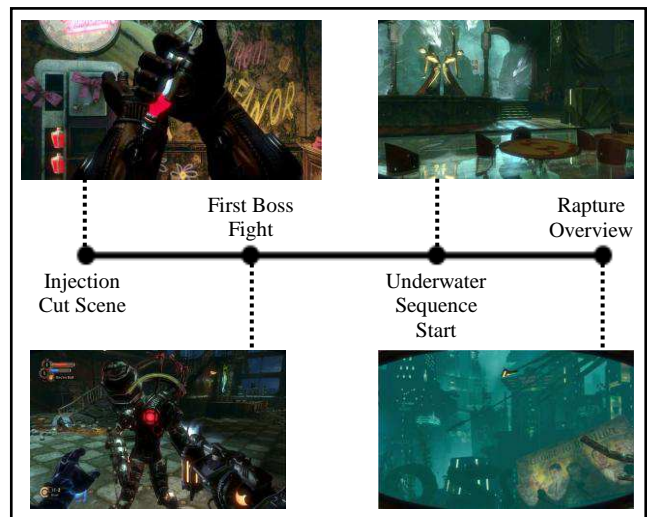 First Boss
Fight
Rapture
Overview
Injection
Cut Scene
Underwater
Sequence
Start